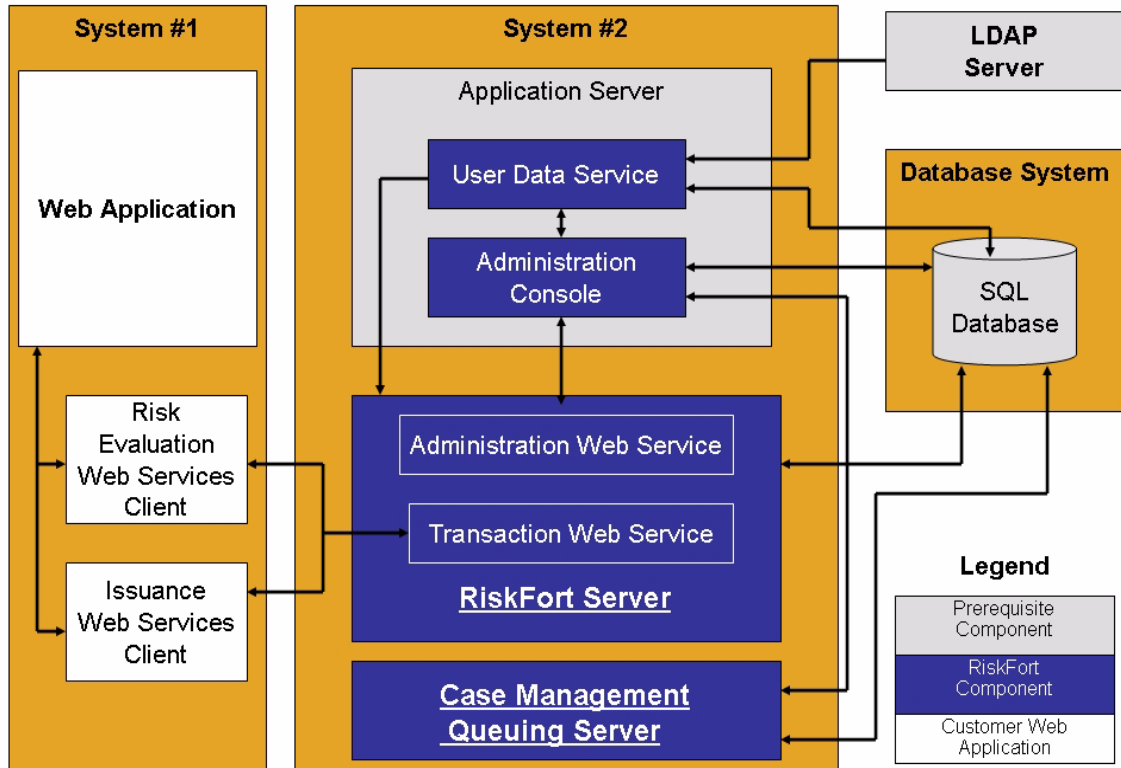 System #1
Web Application
Risk
Evaluation
Web Services
Client
Issuance
Web Services
Client
System #2
Application Server
User Data Service
Administration
Console
Administration Web Service
Transaction Web Service
RiskFort Server
Case Management
Queuing Server
LDAP
Server
Database System
SQL
Database
Legend
Prerequisite
Component
RiskFort
Component
Customer Web
Application